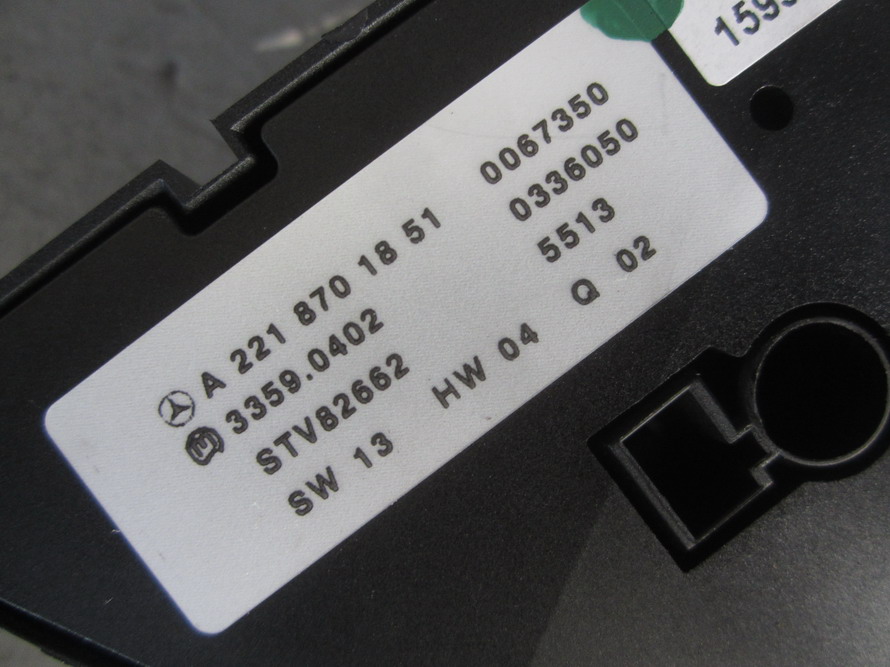 A 221 870 18 51 0067350
3359.0402 0336050
STV82662 5513
SW 13 HW 04 Q 02